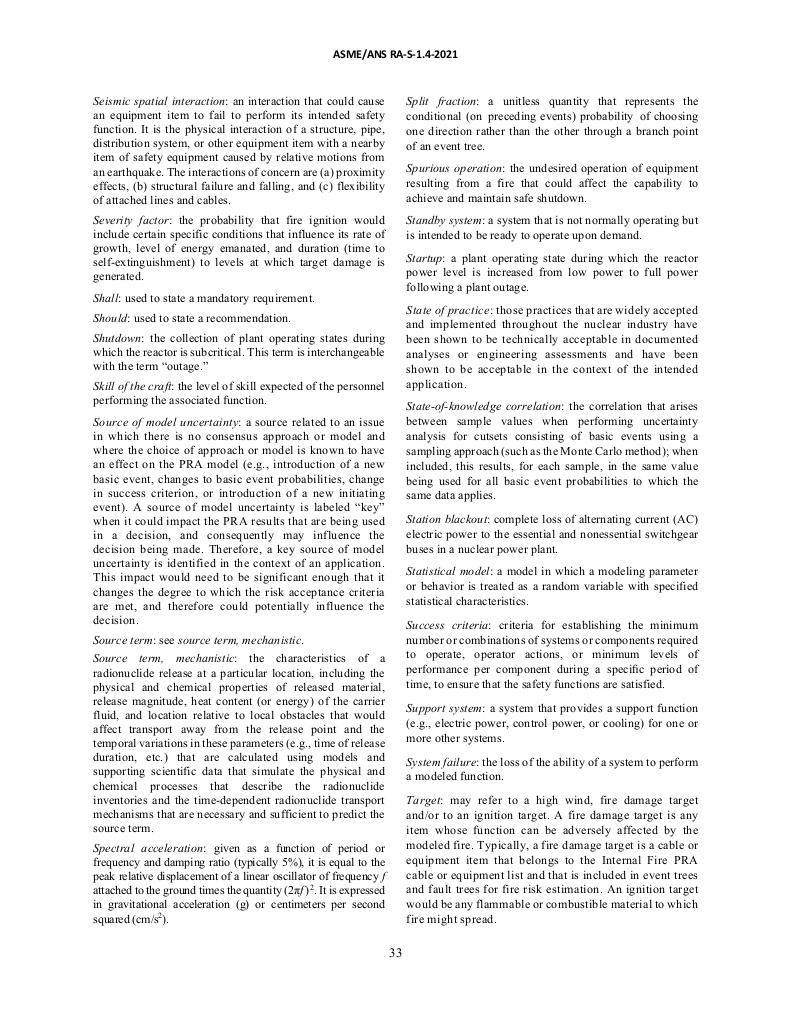 ASME/ANS RA-S-1.4-2021
Seismic spatial interaction: an interaction that could cause
an equipment item to fail to perform its intended safety
function. It is the physical interaction of a structure, pipe,
distribution system, or other equipment item with a nearby
item of safety equipment caused by relative motions from
an earthquake. The interactions of concern are (a) proximity
effects, (b) structural failure and falling, and (c) flexibility
of attached lines and cables.
Severity factor: the probability that fire ignition would
include certain specific conditions that influence its rate of
growth, level of energy emanated, and duration (time to
self-extinguishment) to levels at which target damage is
generated.
Shall: used to state a mandatory requirement.
Should: used to state a recommendation.
Shutdown: the collection of plant operating states during
which the reactor is subcritical. This term is interchangeable
with the term “outage.”
Skill of the craft: the level of skill expected of the personnel
performing the associated function.
Source of model uncertainty: a source related to an issue
in which there is no consensus approach or model and
where the choice of approach or model is known to have
an effect on the PRA model (e.g., introduction of a new
basic event, changes to basic event probabilities, change
in success criterion, or introduction of a new initiating
event). A source of model uncertainty is labeled “key”
when it could impact the PRA results that are being used
in a decision, and consequently may influence the
decision being made. Therefore, a key source of model
uncertainty is identified in the context of an application.
This impact would need to be significant enough that it
changes the degree to which the risk acceptance criteria
are met, and therefore could potentially influence the
decision.
Source term: see source term, mechanistic.
Source term, mechanistic: the characteristics of a
radionuclide release at a particular location, including the
physical and chemical properties of released material,
release magnitude, heat content (or energy) of the carrier
fluid, and location relative to local obstacles that would
affect transport away from the release point and the
temporal variations in these parameters (e.g., time of release
duration, etc.) that are calculated using models and
supporting scientific data that simulate the physical and
chemical processes that describe the radionuclide
inventories and the time-dependent radionuclide transport
mechanisms that are necessary and sufficient to predict the
source term.
Spectral acceleration: given as a function of period or
frequency and damping ratio (typically 5%), it is equal to the
peak relative displacement of a linear oscillator of frequency f
attached to the ground times the quantity (2πf)². It is expressed
in gravitational acceleration (g) or centimeters per second
squared (cm/s²).
Split fraction: a unitless quantity that represents the
conditional (on preceding events) probability of choosing
one direction rather than the other through a branch point
of an event tree.
Spurious operation: the undesired operation of equipment
resulting from a fire that could affect the capability to
achieve and maintain safe shutdown.
Standby system: a system that is not normally operating but
is intended to be ready to operate upon demand.
Startup: a plant operating state during which the reactor
power level is increased from low power to full power
following a plant outage.
State of practice: those practices that are widely accepted
and implemented throughout the nuclear industry have
been shown to be technically acceptable in documented
analyses or engineering assessments and have been
shown to be acceptable in the context of the intended
application.
State-of-knowledge correlation: the correlation that arises
between sample values when performing uncertainty
analysis for cutsets consisting of basic events using a
sampling approach (such as the Monte Carlo method); when
included, this results, for each sample, in the same value
being used for all basic event probabilities to which the
same data applies.
Station blackout: complete loss of alternating current (AC)
electric power to the essential and nonessential switchgear
buses in a nuclear power plant.
Statistical model: a model in which a modeling parameter
or behavior is treated as a random variable with specified
statistical characteristics.
Success criteria: criteria for establishing the minimum
number or combinations of systems or components required
to operate, operator actions, or minimum levels of
performance per component during a specific period of
time, to ensure that the safety functions are satisfied.
Support system: a system that provides a support function
(e.g., electric power, control power, or cooling) for one or
more other systems.
System failure: the loss of the ability of a system to perform
a modeled function.
Target: may refer to a high wind, fire damage target
and/or to an ignition target. A fire damage target is any
item whose function can be adversely affected by the
modeled fire. Typically, a fire damage target is a cable or
equipment item that belongs to the Internal Fire PRA
cable or equipment list and that is included in event trees
and fault trees for fire risk estimation. An ignition target
would be any flammable or combustible material to which
fire might spread.
33